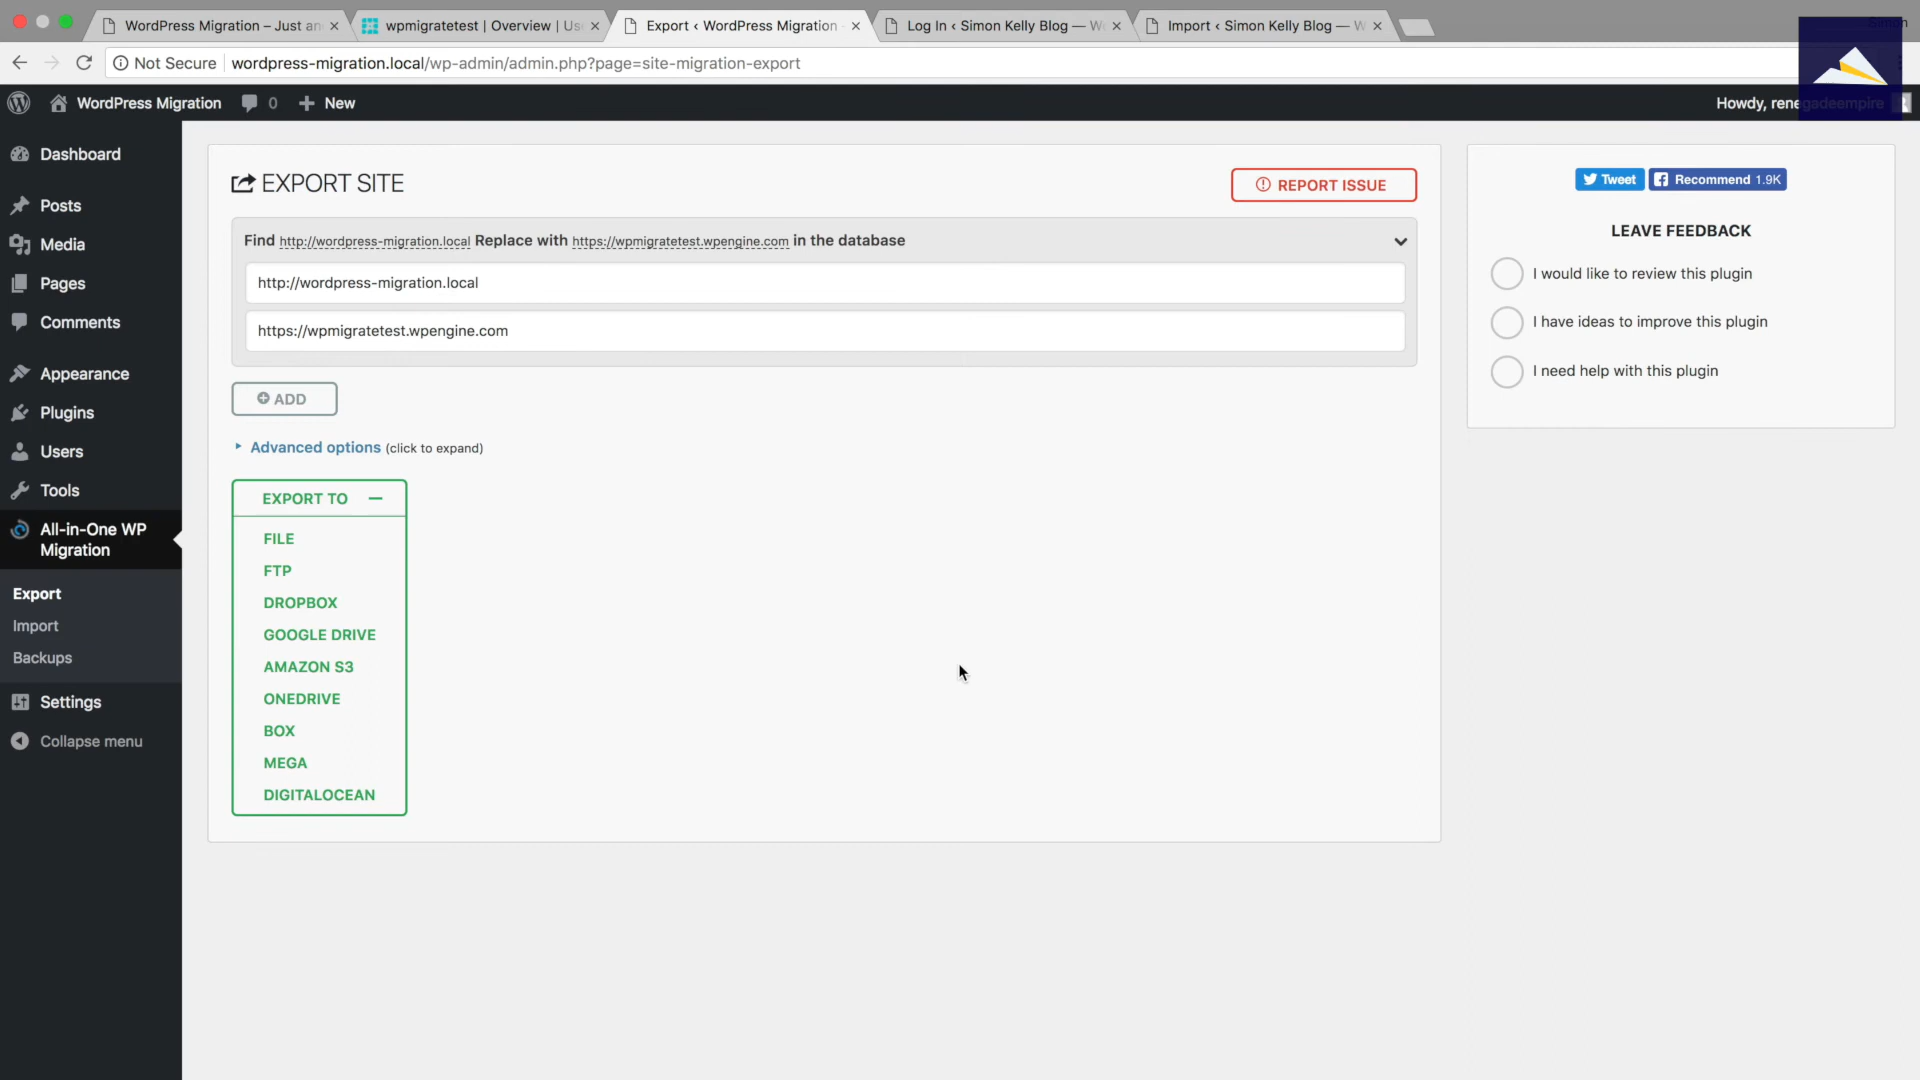 WordPress Migration – Just an
wpmigratetest | Overview | Us
Export ‹ WordPress Migration
Log In ‹ Simon Kelly Blog — W
Import ‹ Simon Kelly Blog — W
Simon
Not Secure
wordpress-migration.local/wp-admin/admin.php?page=site-migration-export
WordPress Migration
0
New
Howdy, renegadeempire
Dashboard
Posts
Media
Pages
Comments
Appearance
Plugins
Users
Tools
All-in-One WP
Migration
Export
Import
Backups
Settings
Collapse menu
EXPORT SITE
REPORT ISSUE
Find http://wordpress-migration.local Replace with https://wpmigratetest.wpengine.com in the database
http://wordpress-migration.local
https://wpmigratetest.wpengine.com
ADD
Advanced options (click to expand)
EXPORT TO
FILE
FTP
DROPBOX
GOOGLE DRIVE
AMAZON S3
ONEDRIVE
BOX
MEGA
DIGITALOCEAN
Tweet
Recommend 1.9K
LEAVE FEEDBACK
I would like to review this plugin
I have ideas to improve this plugin
I need help with this plugin